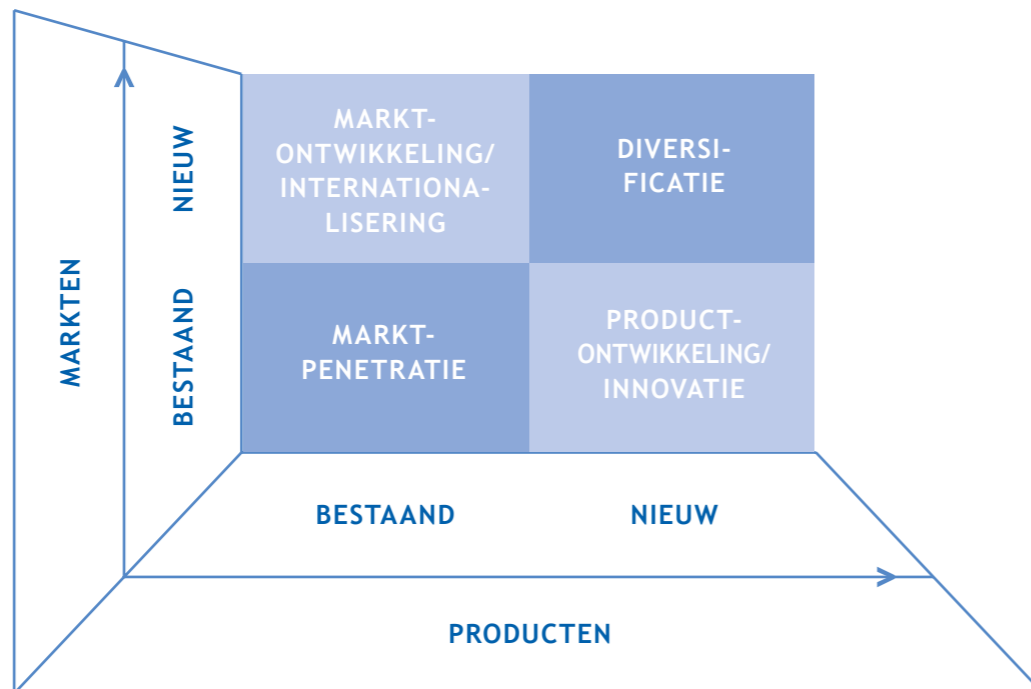 MARKT-
ONTWIKKELING/
INTERNATIONA-
LISERING
DIVERSI-
FICATIE
NIEUW
MARKTEN
BESTAAND
MARKT-
PENETRATIE
PRODUCT-
ONTWIKKELING/
INNOVATIE
BESTAAND
NIEUW
PRODUCTEN